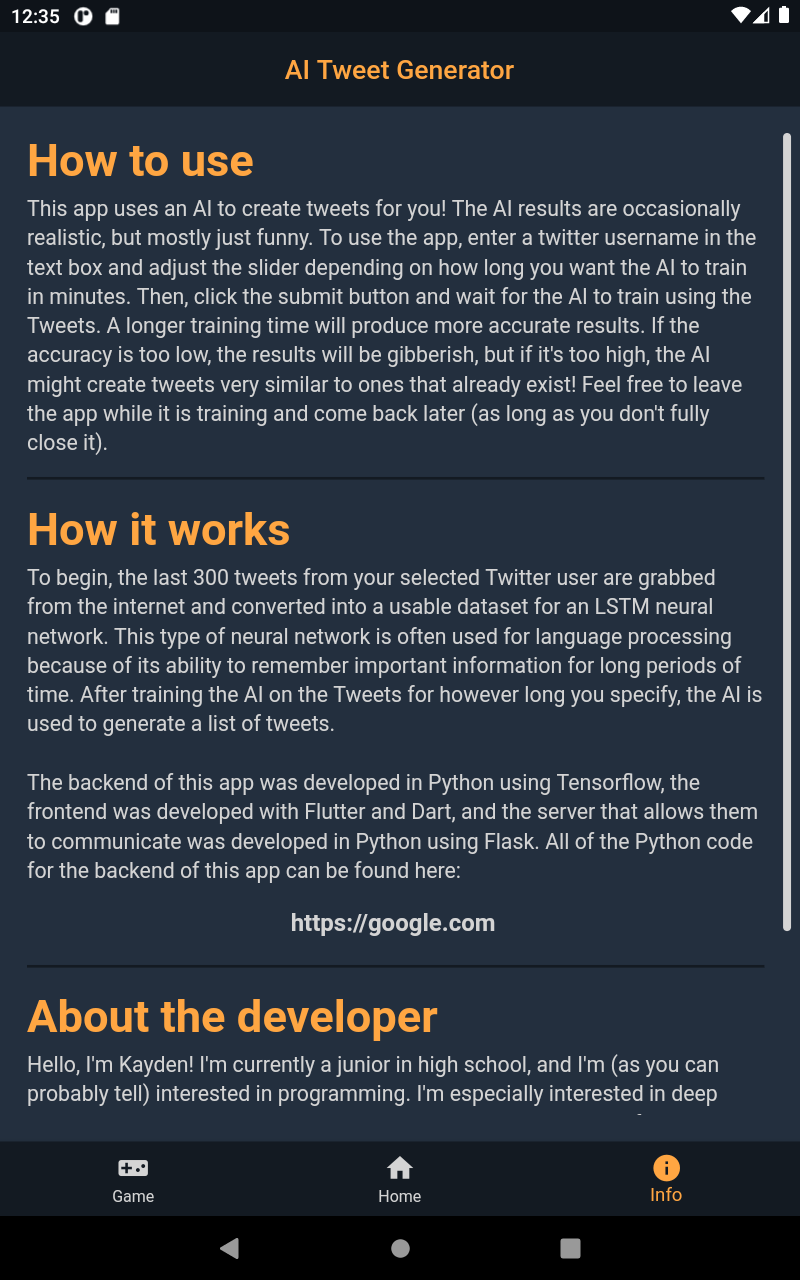 12:35
AI Tweet Generator
How to use
This app uses an AI to create tweets for you! The AI results are occasionally
realistic, but mostly just funny. To use the app, enter a twitter username in the
text box and adjust the slider depending on how long you want the AI to train
in minutes. Then, click the submit button and wait for the AI to train using the
Tweets. A longer training time will produce more accurate results. If the
accuracy is too low, the results will be gibberish, but if it's too high, the AI
might create tweets very similar to ones that already exist! Feel free to leave
the app while it is training and come back later (as long as you don't fully
close it).
How it works
To begin, the last 300 tweets from your selected Twitter user are grabbed
from the internet and converted into a usable dataset for an LSTM neural
network. This type of neural network is often used for language processing
because of its ability to remember important information for long periods of
time. After training the AI on the Tweets for however long you specify, the AI is
used to generate a list of tweets.
The backend of this app was developed in Python using Tensorflow, the
frontend was developed with Flutter and Dart, and the server that allows them
to communicate was developed in Python using Flask. All of the Python code
for the backend of this app can be found here:
https://google.com
About the developer
Hello, I'm Kayden! I'm currently a junior in high school, and I'm (as you can
probably tell) interested in programming. I'm especially interested in deep
Game
Home
Info